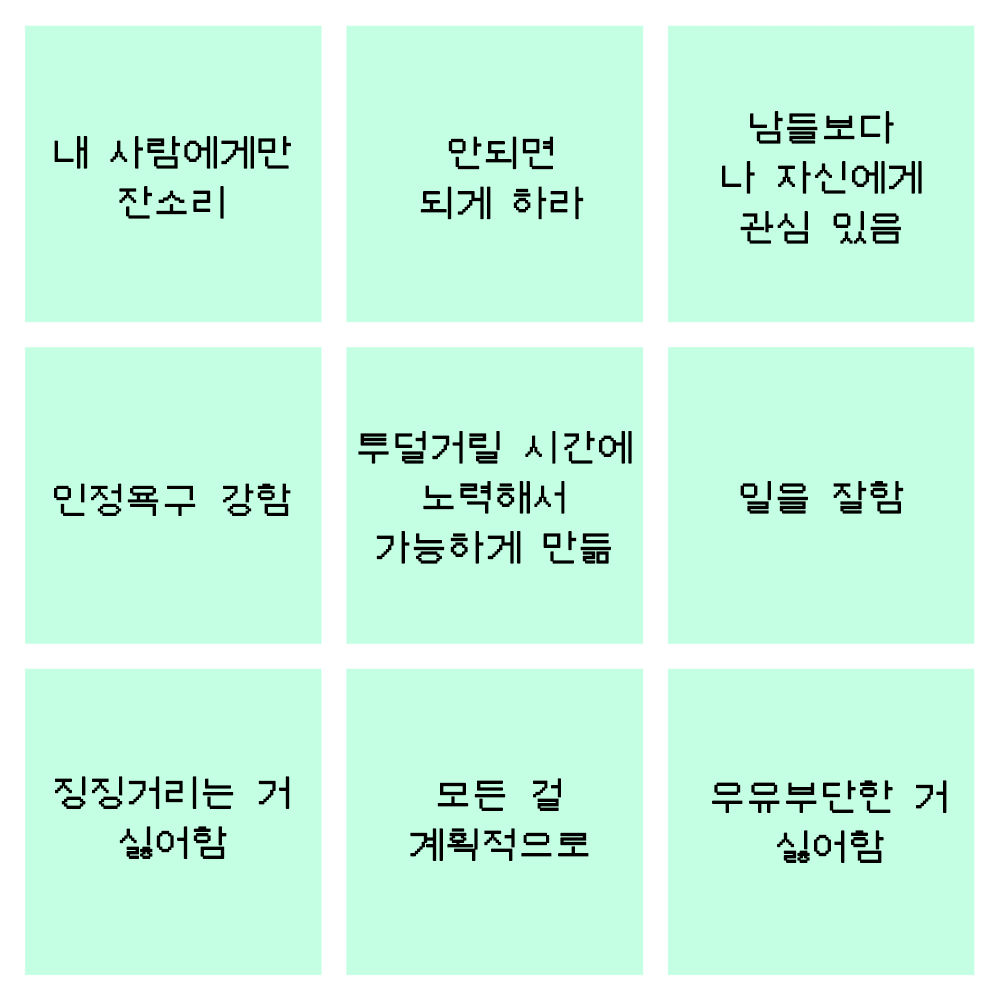 내 사람에게만
잔소리
안되면
되게 하라
남들보다
나 자신에게
관심 있음
인정욕구 강함
투덜거릴 시간에
노력해서
가능하게 만듦
일을 잘함
징징거리는 거
싫어함
모든 걸
계획적으로
우유부단한 거
싫어함